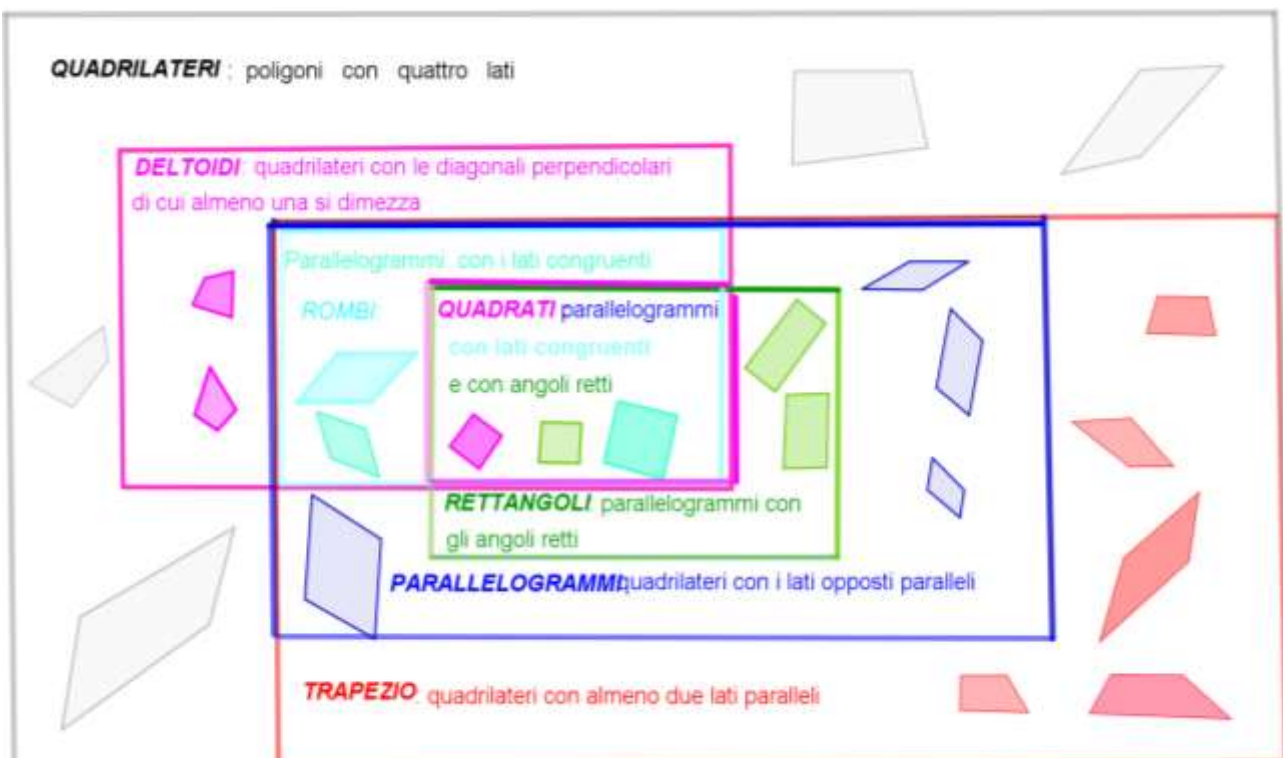 QUADRILATERI : poligoni con quattro lati
DELTOIDI: quadrilateri con le diagonali perpendicolari
di cui almeno una si dimezza
Parallelogrammi con i lati congruenti
ROMBI:
QUADRATI parallelogrammi
con lati congruenti
e con angoli retti
RETTANGOLI: parallelogrammi con
gli angoli retti
PARALLELOGRAMMI:quadrilateri con i lati opposti paralleli
TRAPEZIO: quadrilateri con almeno due lati paralleli